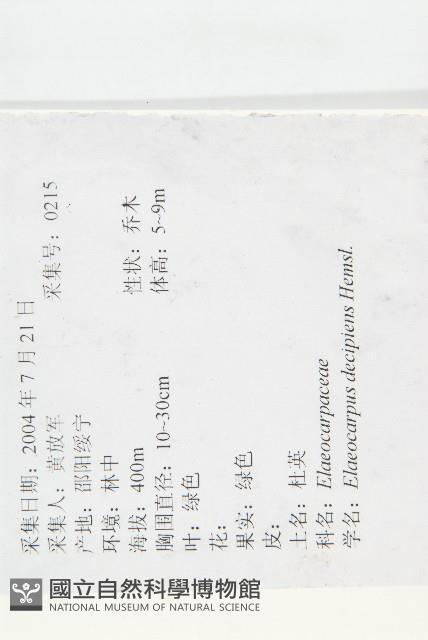 采集日期：2004 年 7 月 21 日
采集人：黄放军 采集号：0215
产地：邵阳绥宁
环境：林中
海拔：400m 性状：乔木
胸围直径：10~30cm 体高：5~9m
叶：绿色
花：
果实：绿色
皮：
土名：杜英
科名：Elaeocarpaceae
学名：Elaeocarpus decipiens Hemsl.
國立自然科學博物館
NATIONAL MUSEUM OF NATURAL SCIENCE